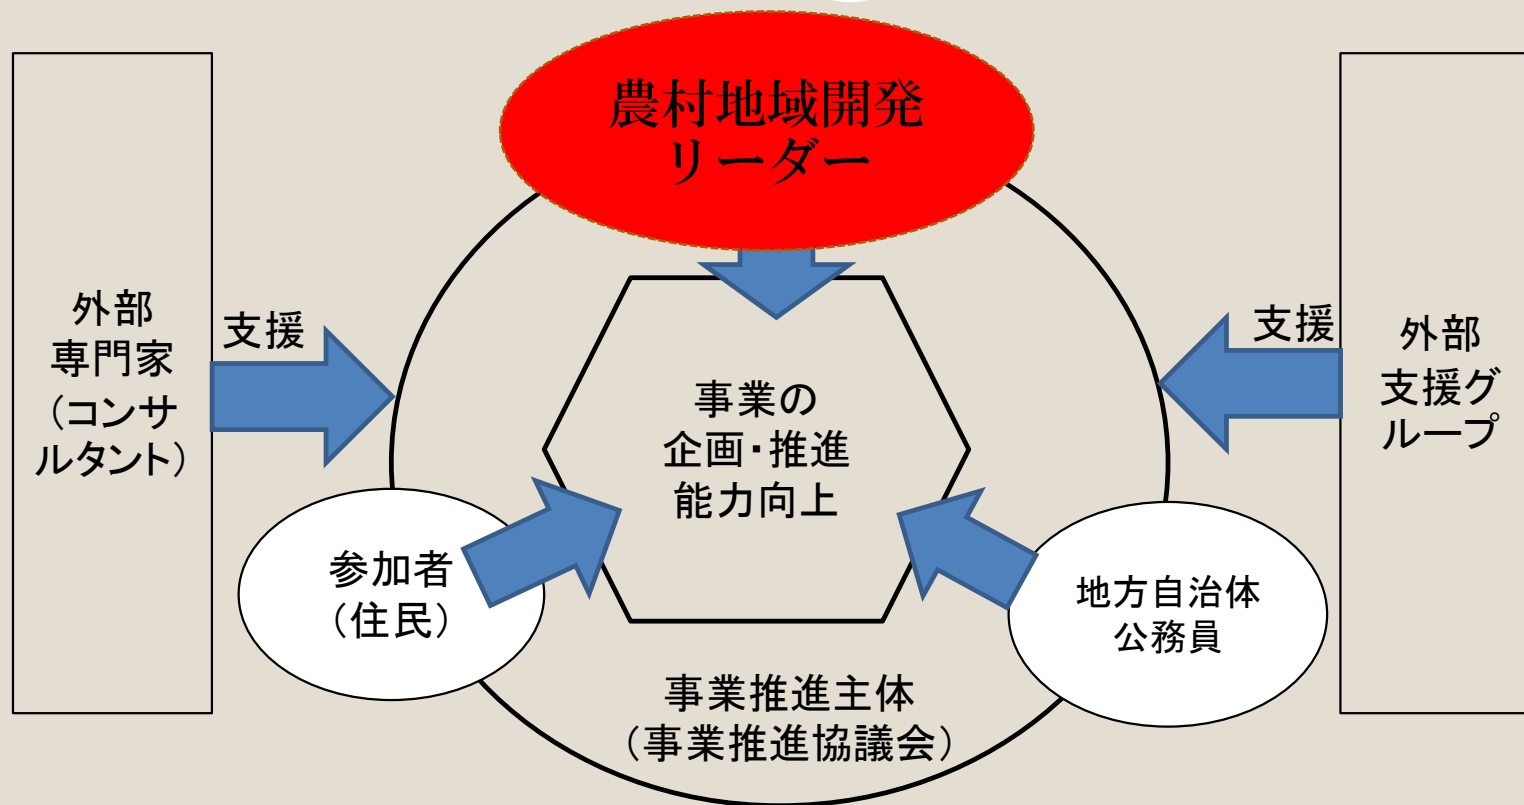 農村地域開発
リーダー
外部
専門家
（コンサ
ルタント）
支援
事業の
企画・推進
能力向上
支援
外部
支援グ
ループ
参加者
（住民）
地方自治体
公務員
事業推進主体
（事業推進協議会）